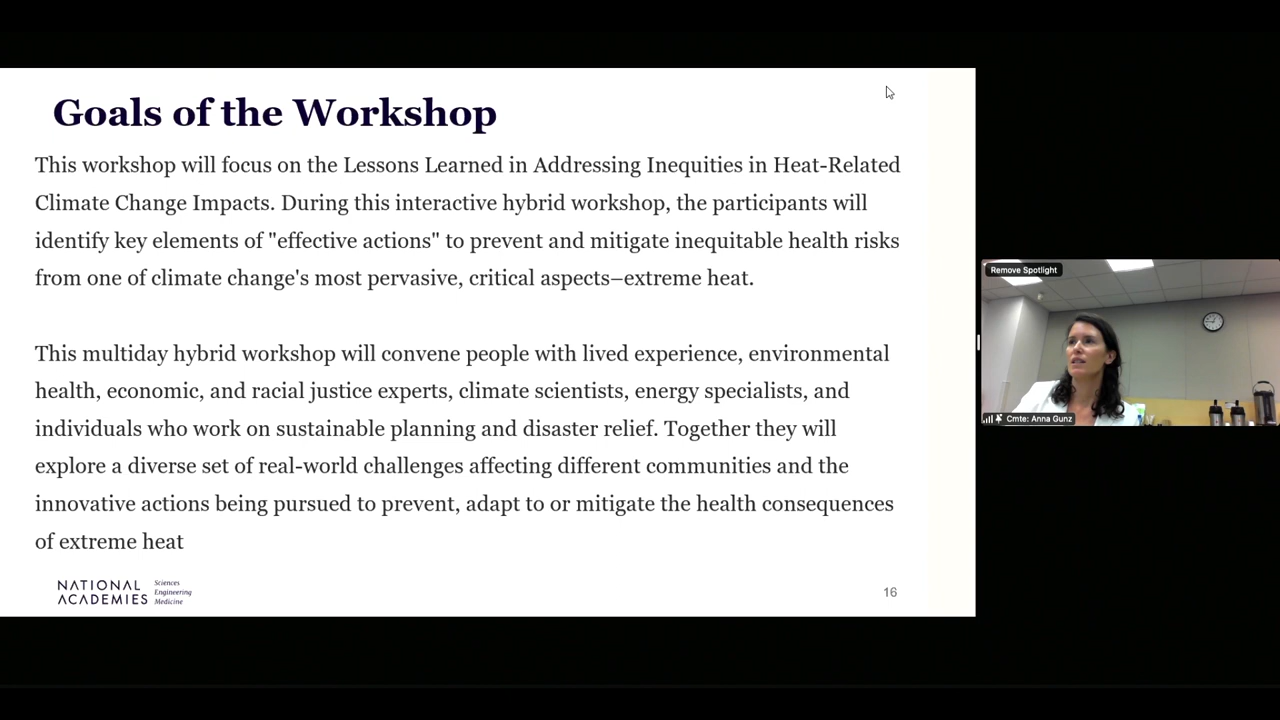 Goals of the Workshop
This workshop will focus on the Lessons Learned in Addressing Inequities in Heat-Related
Climate Change Impacts. During this interactive hybrid workshop, the participants will
identify key elements of "effective actions" to prevent and mitigate inequitable health risks
from one of climate change's most pervasive, critical aspects–extreme heat.
This multiday hybrid workshop will convene people with lived experience, environmental
health, economic, and racial justice experts, climate scientists, energy specialists, and
individuals who work on sustainable planning and disaster relief. Together they will
explore a diverse set of real-world challenges affecting different communities and the
innovative actions being pursued to prevent, adapt to or mitigate the health consequences
of extreme heat
NATIONAL
ACADEMIES
Sciences
Engineering
Medicine
16
Remove Spotlight
Cmte: Anna Gunz